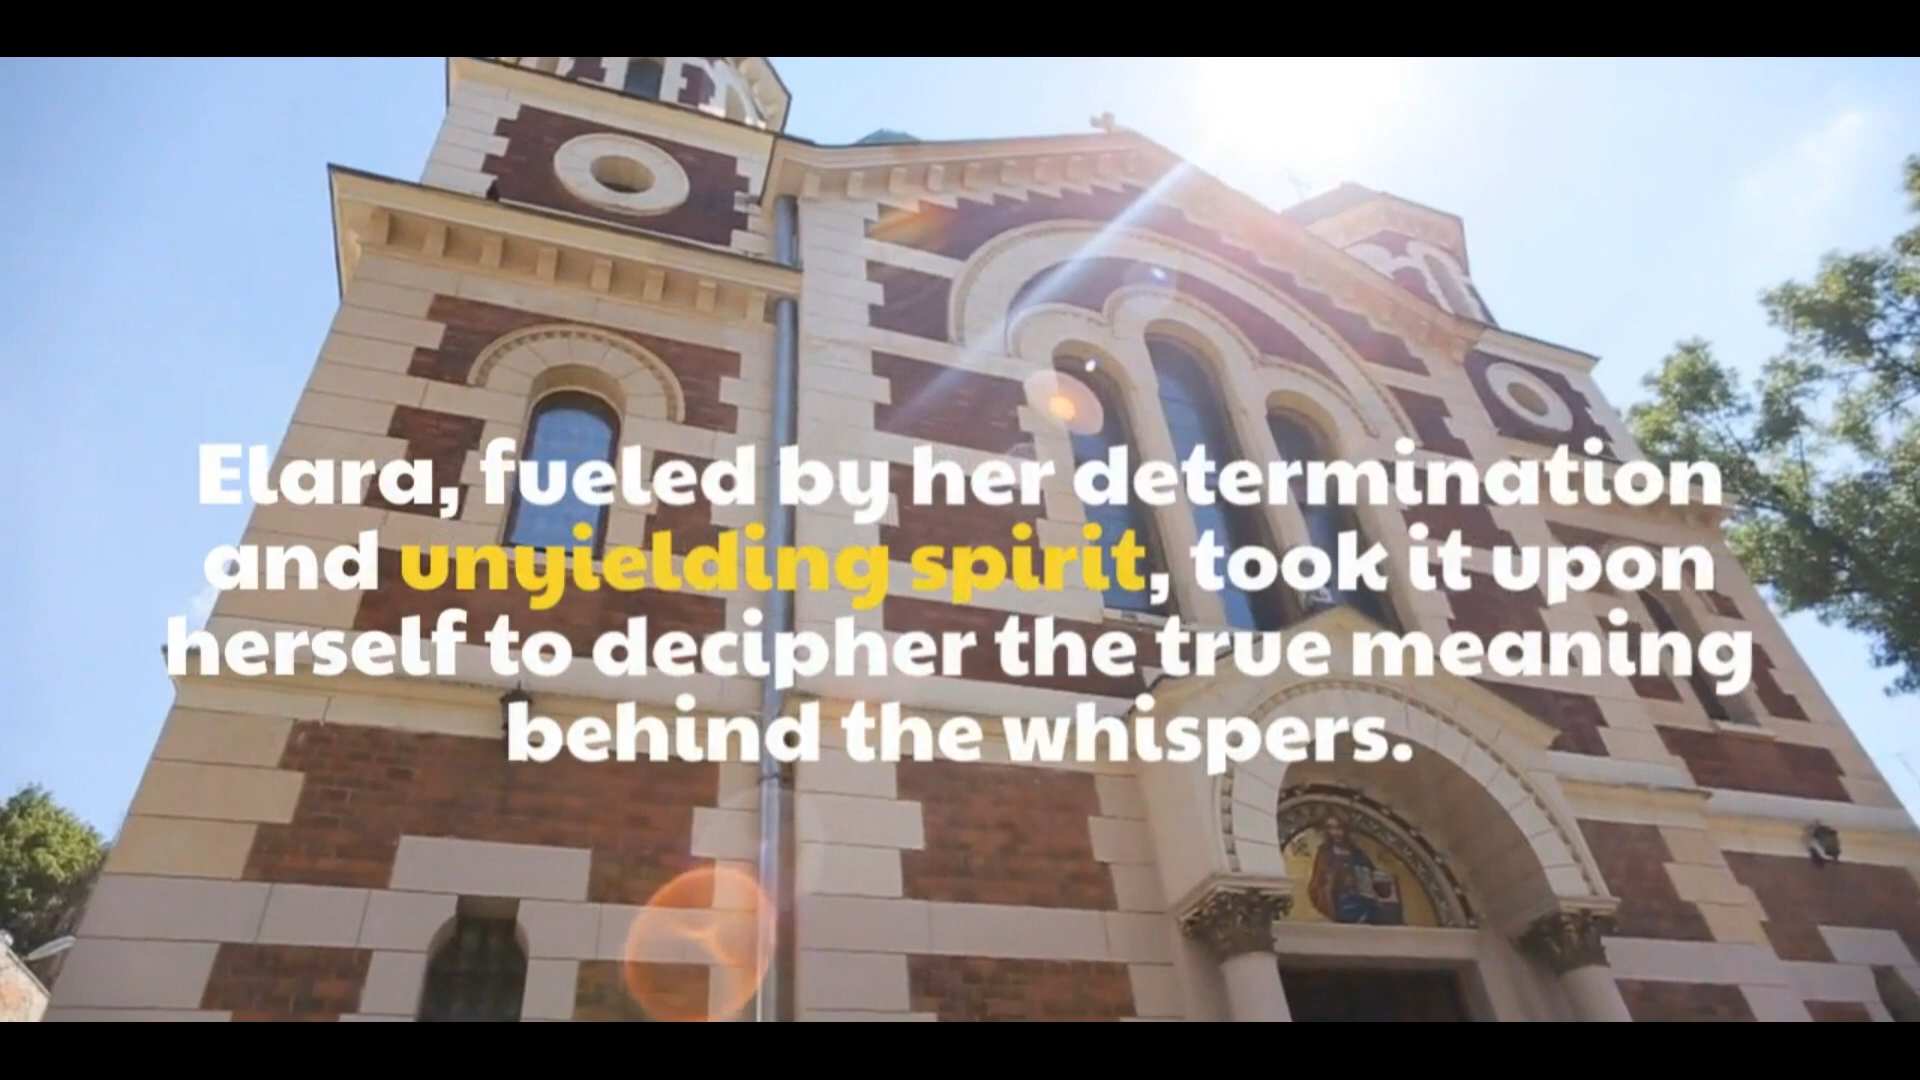 Elara, fueled by her determination
and unyielding spirit, took it upon
herself to decipher the true meaning
behind the whispers.